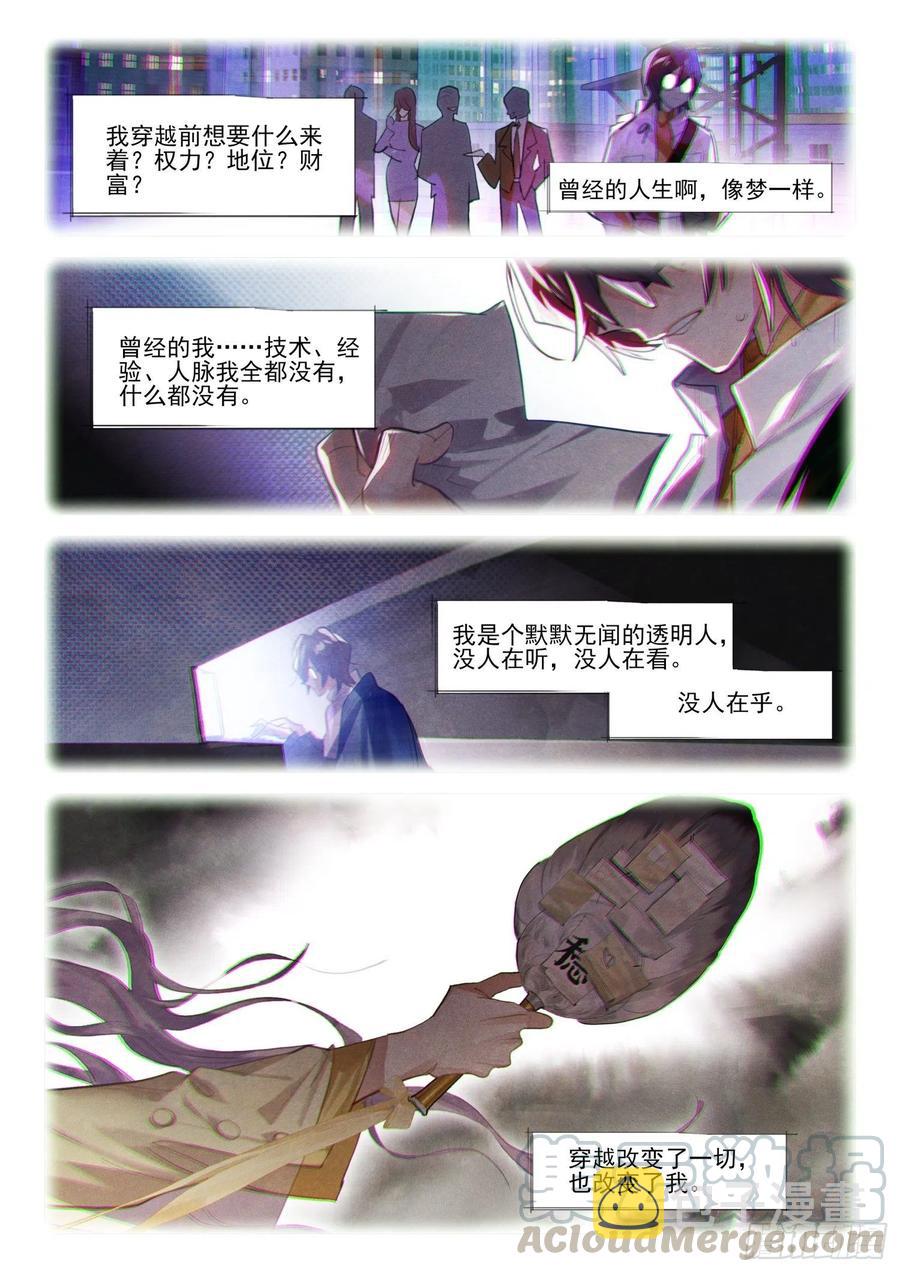 我穿越前想要什么来
着？权力？地位？财
富？
曾经的人生啊，像梦一样。
曾经的我……技术、经
验、人脉我全都没有，
什么都没有。
我是个默默无闻的透明人，
没人在听，没人在看。
没人在乎。
稳
穿越改变了一切，
也改变了我。
AcloudMerge.com